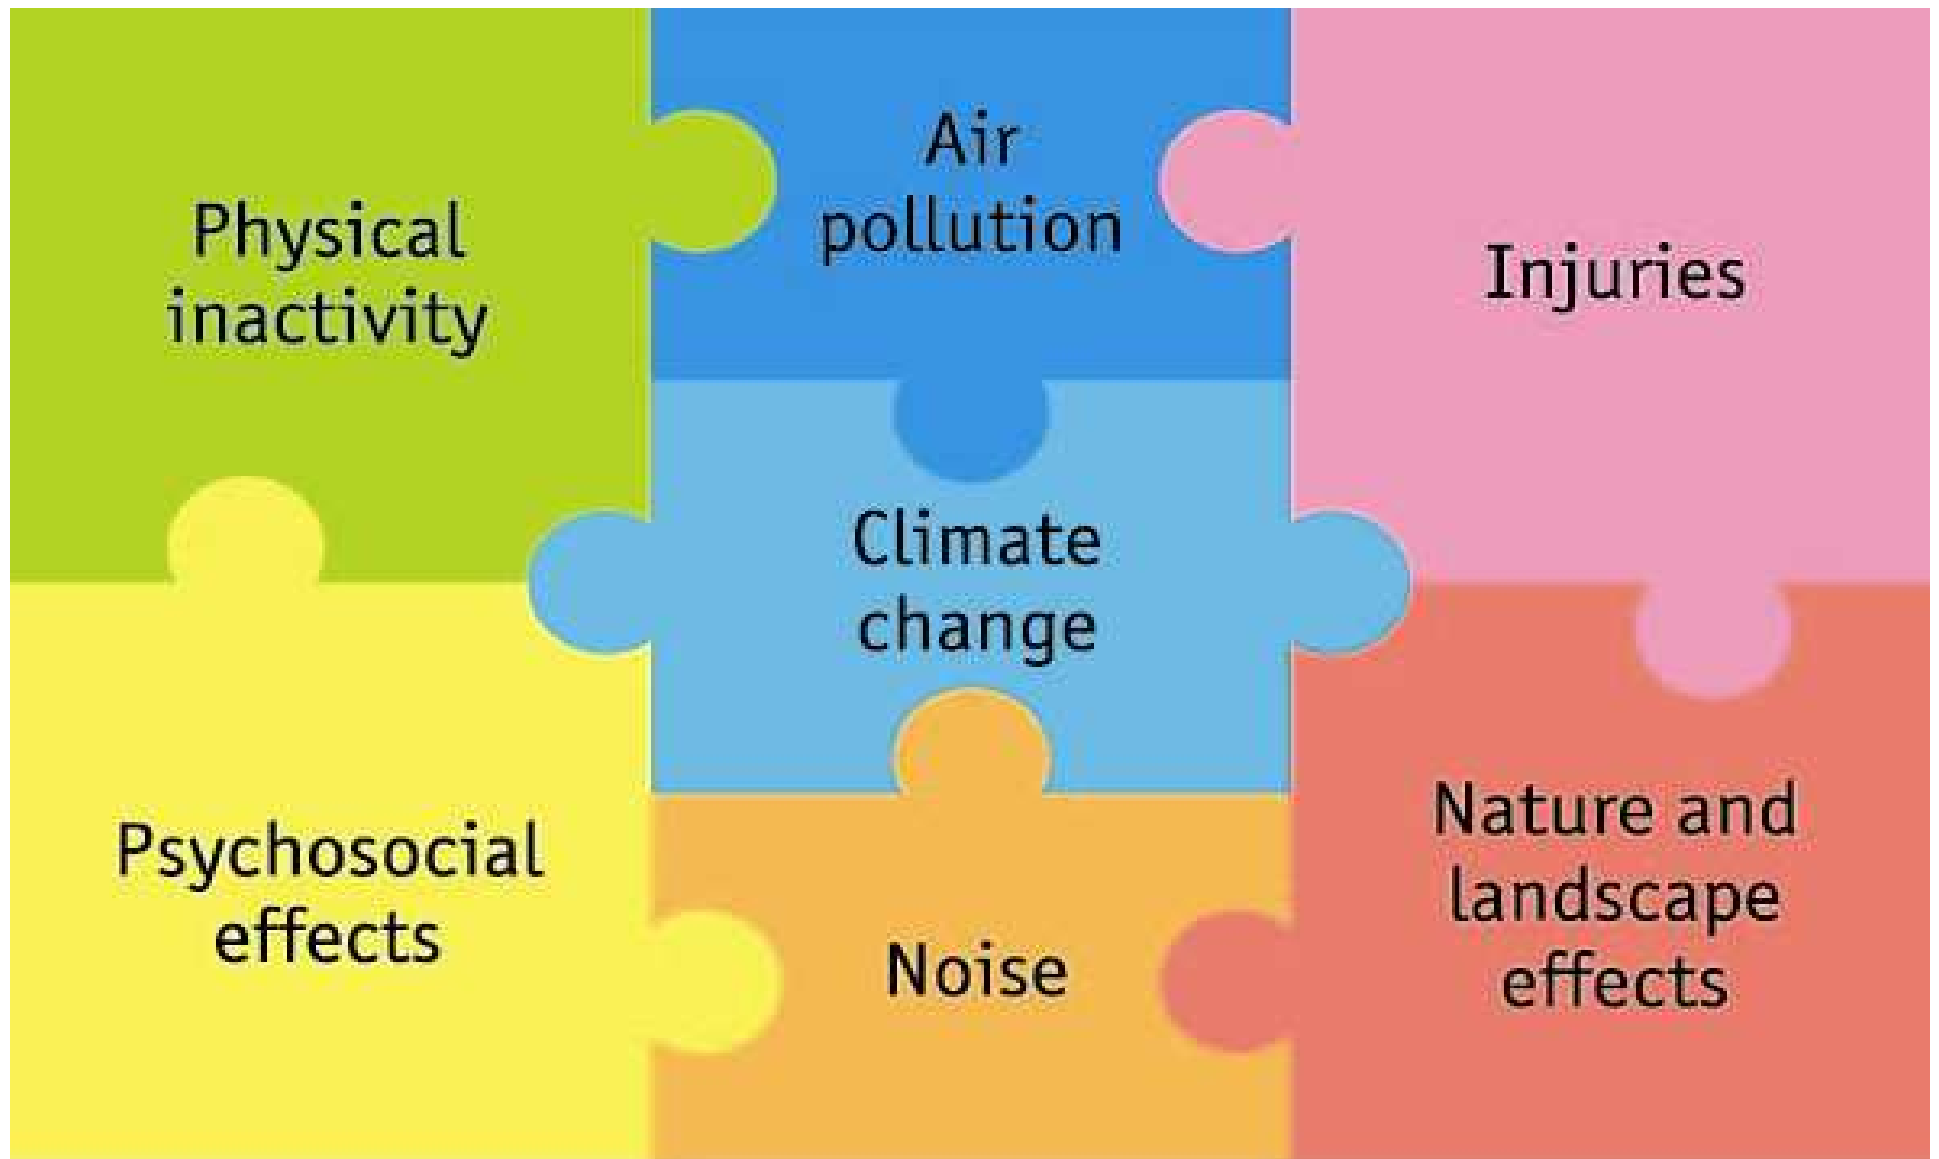 Physical
inactivity
Air
pollution
Injuries
Climate
change
Psychosocial
effects
Noise
Nature and
landscape
effects